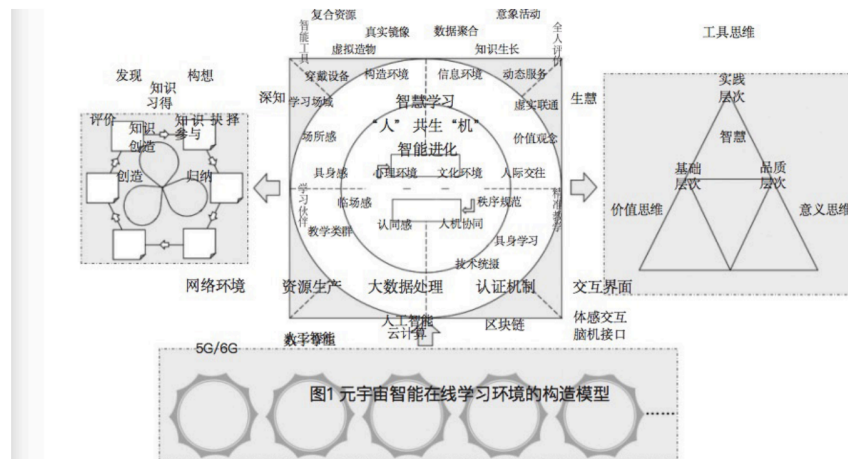 复合资源 意象活动
智能工具 真实镜像 数据聚合 全人评价 工具思维
虚拟造物 知识生长
发现 构想 穿戴设备 构造环境 信息环境 动态服务 实践层次
知识习得 深知 学习场域 智慧学习 虚实联通 生慧
评价 知识创造 知识参与 抉择 “人” 共生 “机” 智慧
场所感 智能进化 价值观念
创造 归纳 具身感 心理环境 文化环境 人际交往 基础层次 品质层次
学习伙伴 临场感 秩序规范 精准教学 价值思维 意义思维
教学类群 认同感 人机协同 具身学习
技术统摄
网络环境 资源生产 大数据处理 认证机制 交互界面
人工智能 云计算 区块链 体感交互
脑机接口
5G/6G 人工智能
数字孪生
图1 元宇宙智能在线学习环境的构造模型
……